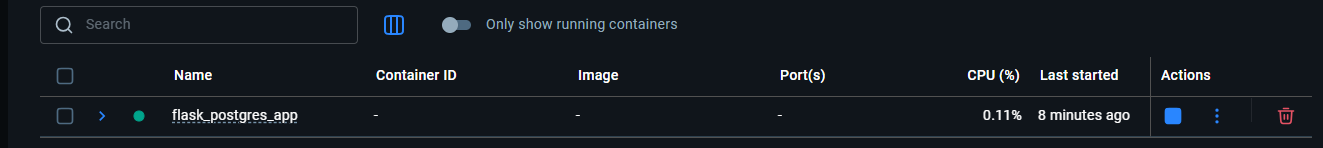 Search Only show running containers
Name Container ID Image Port(s) CPU (%) Last started Actions
flask_postgres_app - - - 0.11% 8 minutes ago